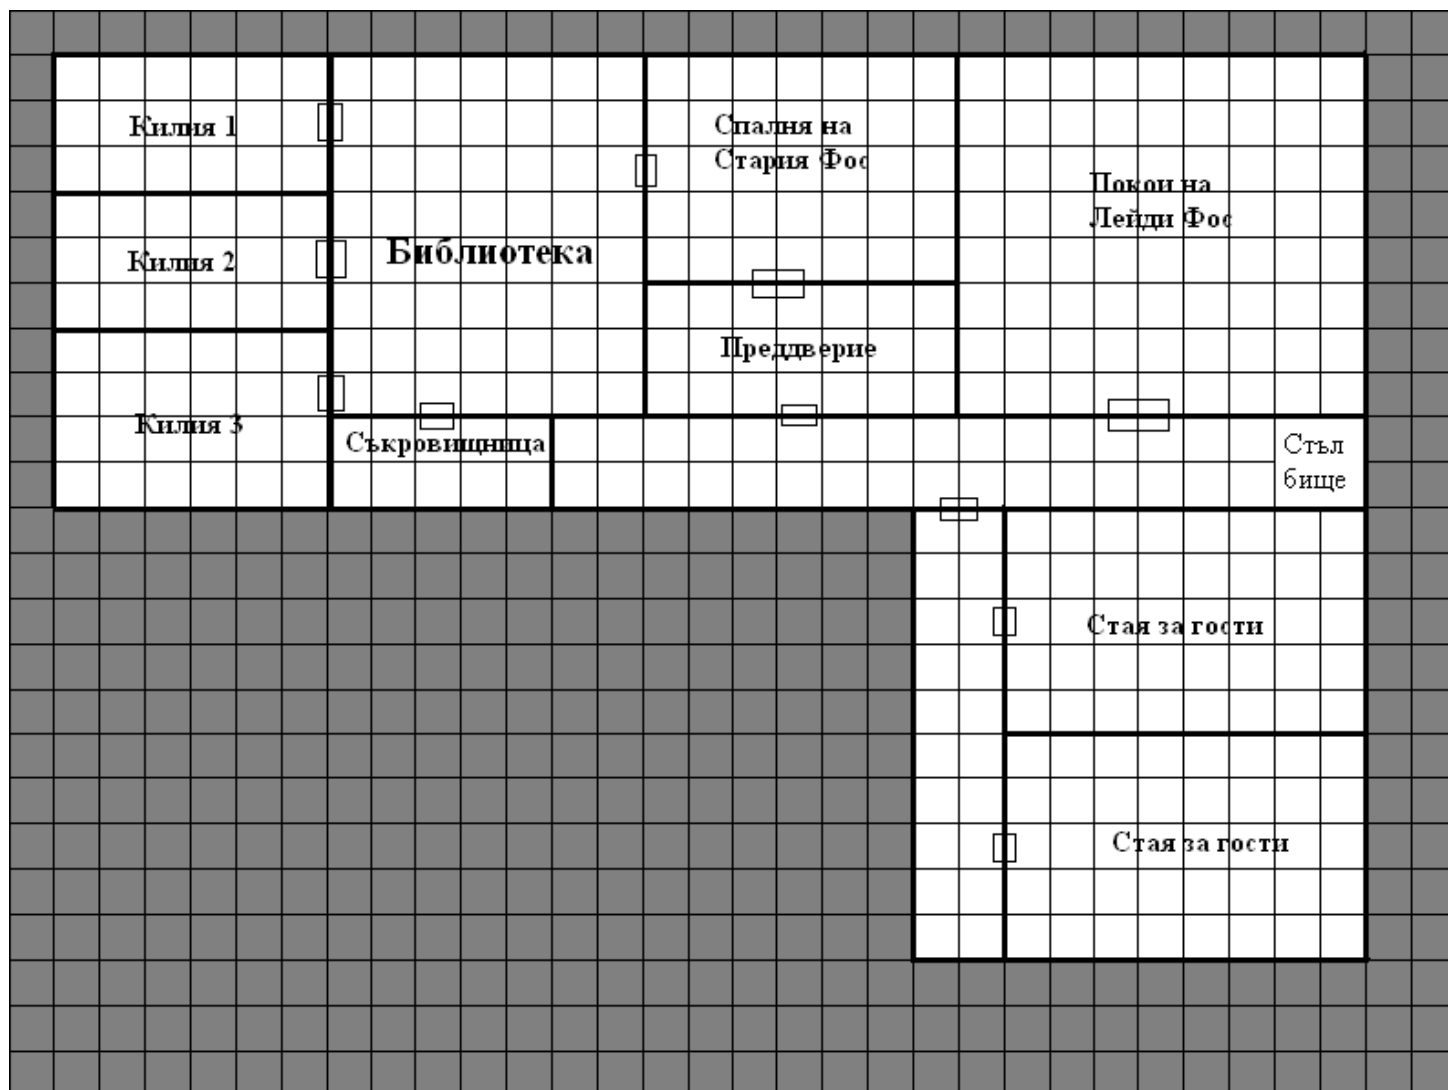 Килия 1
Спалня на
Стария Фос
Покои на
Лейди Фос
Килия 2
Библиотека
Преддверие
Килия 3
Съкровищница
Стъл
бище
Стая за гости
Стая за гости